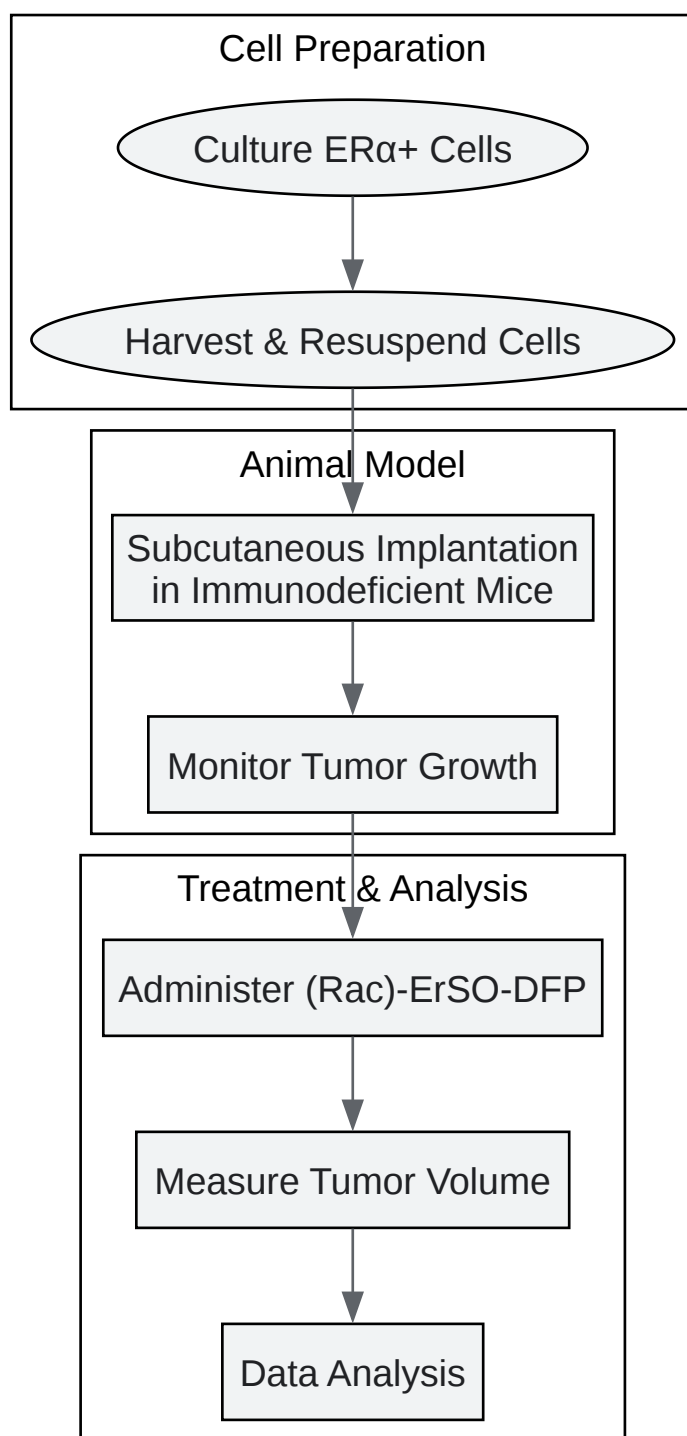 Cell Preparation
Culture ERα+ Cells
Harvest & Resuspend Cells
Animal Model
Subcutaneous Implantation
in Immunodeficient Mice
Monitor Tumor Growth
Treatment & Analysis
Administer (Rac)-ErSO-DFP
Measure Tumor Volume
Data Analysis